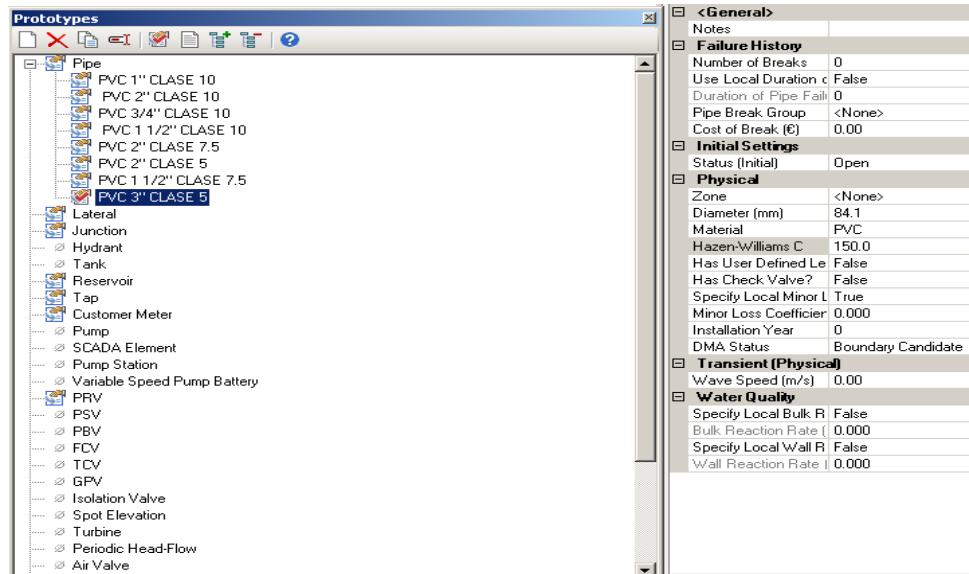 Prototypes
Pipe
PVC 1" CLASE 10
PVC 2" CLASE 10
PVC 3/4" CLASE 10
PVC 1 1/2" CLASE 10
PVC 2" CLASE 7.5
PVC 2" CLASE 5
PVC 1 1/2" CLASE 7.5
PVC 3" CLASE 5
Lateral
Junction
Hydrant
Tank
Reservoir
Tap
Customer Meter
Pump
SCADA Element
Pump Station
Variable Speed Pump Battery
PRV
PSV
PBV
FCV
TCV
GPV
Isolation Valve
Spot Elevation
Turbine
Periodic Head-Flow
Air Valve
<General>
Notes
Failure History
Number of Breaks 0
Use Local Duration o False
Duration of Pipe Fail 0
Pipe Break Group <None>
Cost of Break (€) 0.00
Initial Settings
Status (Initial) Open
Physical
Zone <None>
Diameter (mm) 84.1
Material PVC
Hazen-Williams C 150.0
Has User Defined Le False
Has Check Valve? False
Specify Local Minor L True
Minor Loss Coefficier 0.000
Installation Year 0
DMA Status Boundary Candidate
Transient (Physical)
Wave Speed (m/s) 0.00
Water Quality
Specify Local Bulk R False
Bulk Reaction Rate ( 0.000
Specify Local Wall R False
Wall Reaction Rate ( 0.000